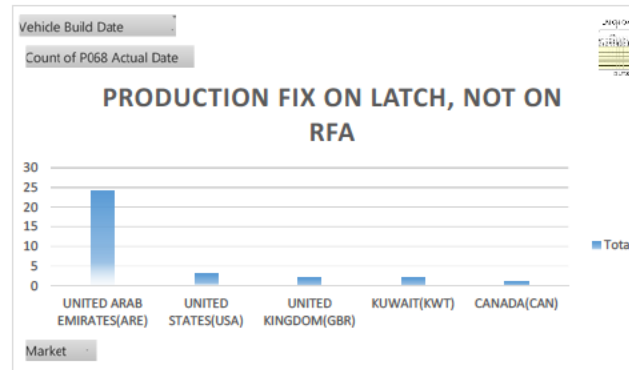 Vehicle Build Date
Count of P068 Actual Date
PRODUCTION FIX ON LATCH, NOT ON
RFA
30
25
20
15
10
5
0
Tota
UNITED ARAB
EMIRATES(ARE)
UNITED
STATES(USA)
UNITED
KINGDOM(GBR)
KUWAIT(KWT)
CANADA(CAN)
Market